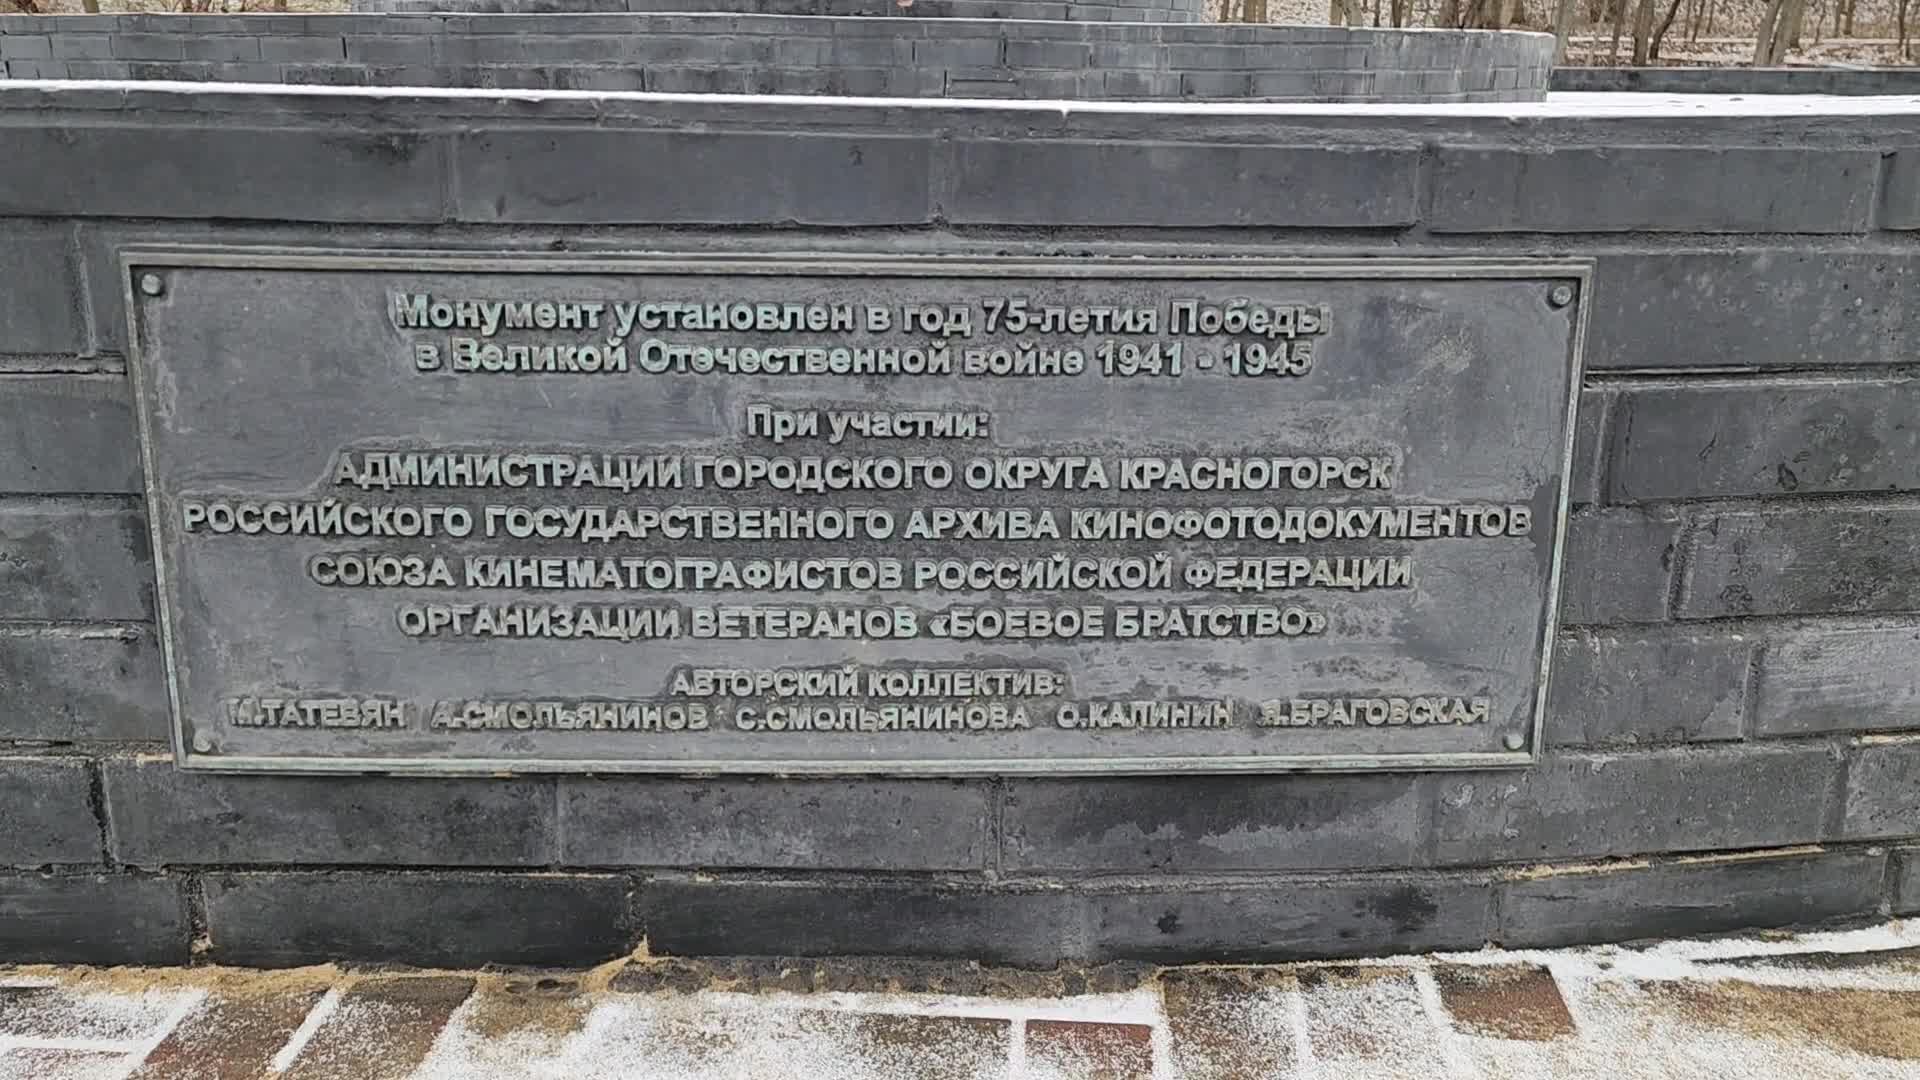 Монумент установлен в год 75-летия Победы
в Великой Отечественной войне 1941 - 1945
При участии:
АДМИНИСТРАЦИИ ГОРОДСКОГО ОКРУГА КРАСНОГОРСК
РОССИЙСКОГО ГОСУДАРСТВЕННОГО АРХИВА КИНОФОТОДОКУМЕНТОВ
СОЮЗА КИНЕМАТОГРАФИСТОВ РОССИЙСКОЙ ФЕДЕРАЦИИ
ОРГАНИЗАЦИИ ВЕТЕРАНОВ «БОЕВОЕ БРАТСТВО»
АВТОРСКИЙ КОЛЛЕКТИВ:
М.ТАТЕВЯН А.СМОЛЬЯНИНОВ С.СМОЛЬЯНИНОВА О.КАЛИНИН Я.БРАГОВСКАЯ